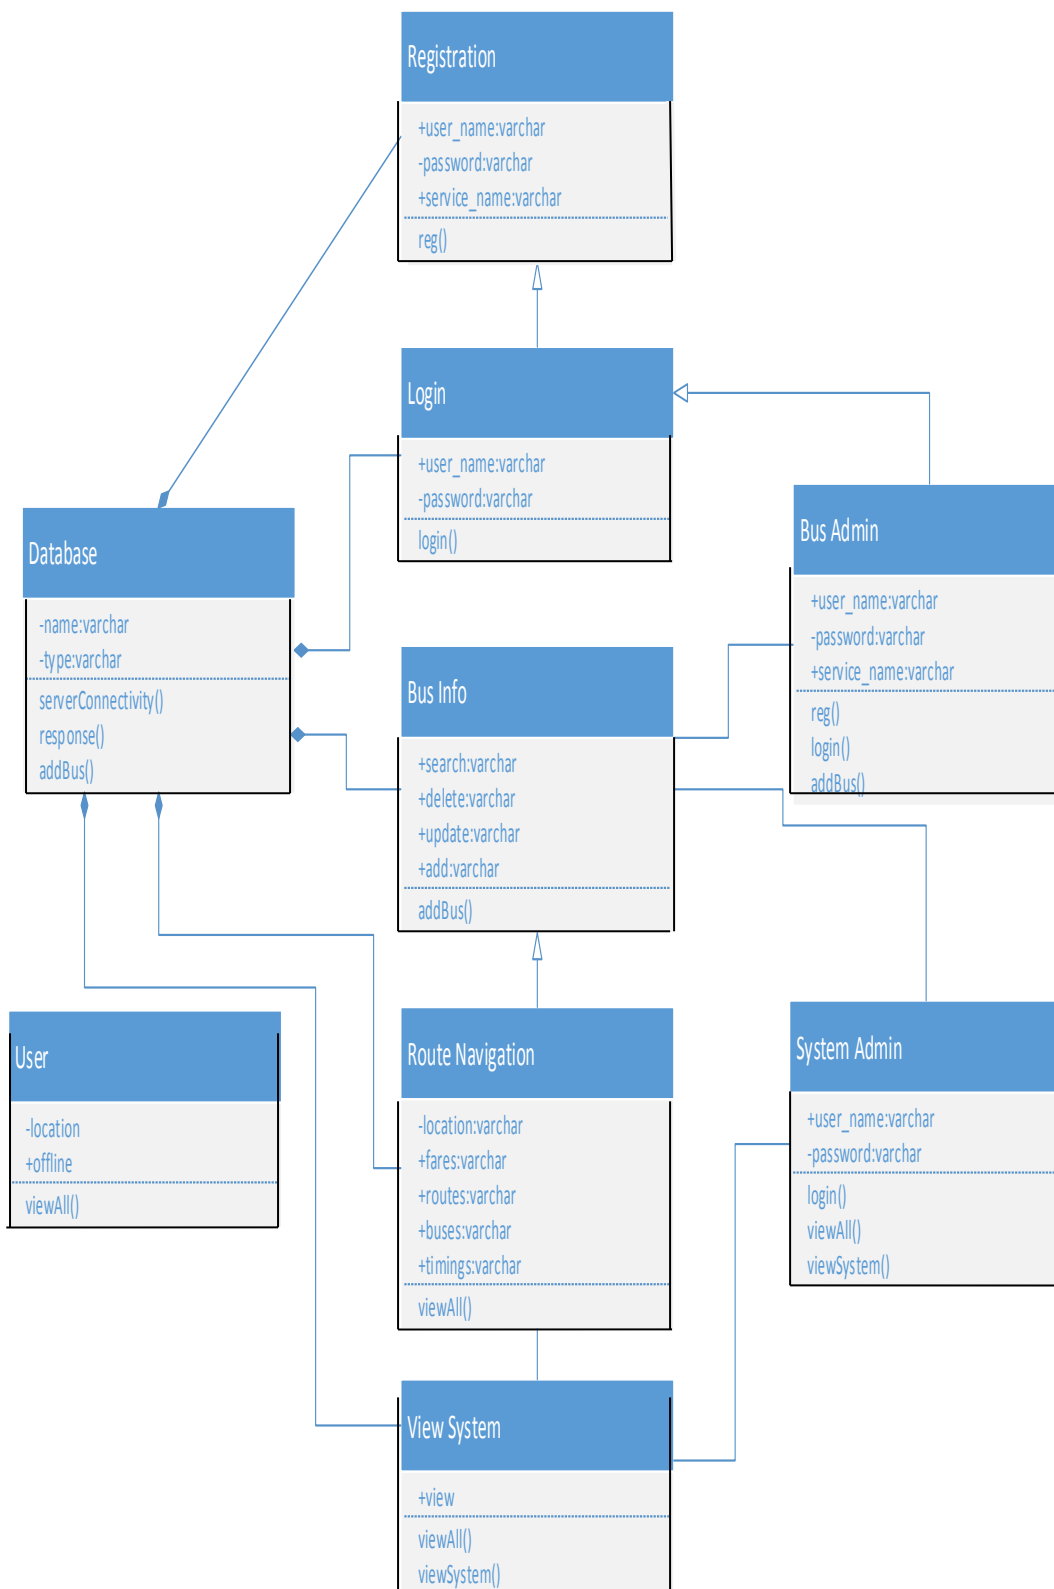 Registration
+user_name:varchar
-password:varchar
+service_name:varchar
reg()
Login
+user_name:varchar
-password:varchar
login()
Database
-name:varchar
-type:varchar
serverConnectivity()
response()
addBus()
Bus Admin
+user_name:varchar
-password:varchar
+service_name:varchar
reg()
login()
addBus()
Bus Info
+search:varchar
+delete:varchar
+update:varchar
+add:varchar
addBus()
User
-location
+offline
viewAll()
Route Navigation
-location:varchar
+fares:varchar
+routes:varchar
+buses:varchar
+timings:varchar
viewAll()
System Admin
+user_name:varchar
-password:varchar
login()
viewAll()
viewSystem()
View System
+view
viewAll()
viewSystem()